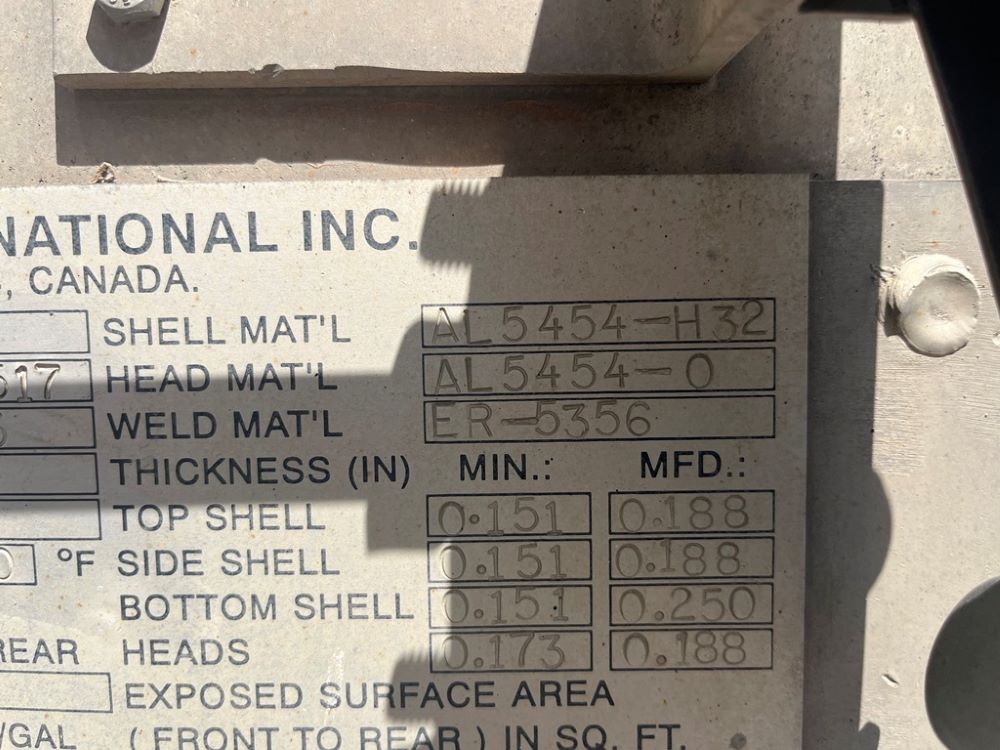 NATIONAL INC.
, CANADA.
SHELL MAT'L AL5454-H32
517 HEAD MAT'L AL5454-O
WELD MAT'L ER-5356
THICKNESS (IN) MIN.: MFD.:
TOP SHELL 0.151 0.188
0 °F SIDE SHELL 0.151 0.188
BOTTOM SHELL 0.151 0.250
REAR HEADS 0.173 0.188
EXPOSED SURFACE AREA
/GAL (FRONT TO REAR) IN SQ. FT.